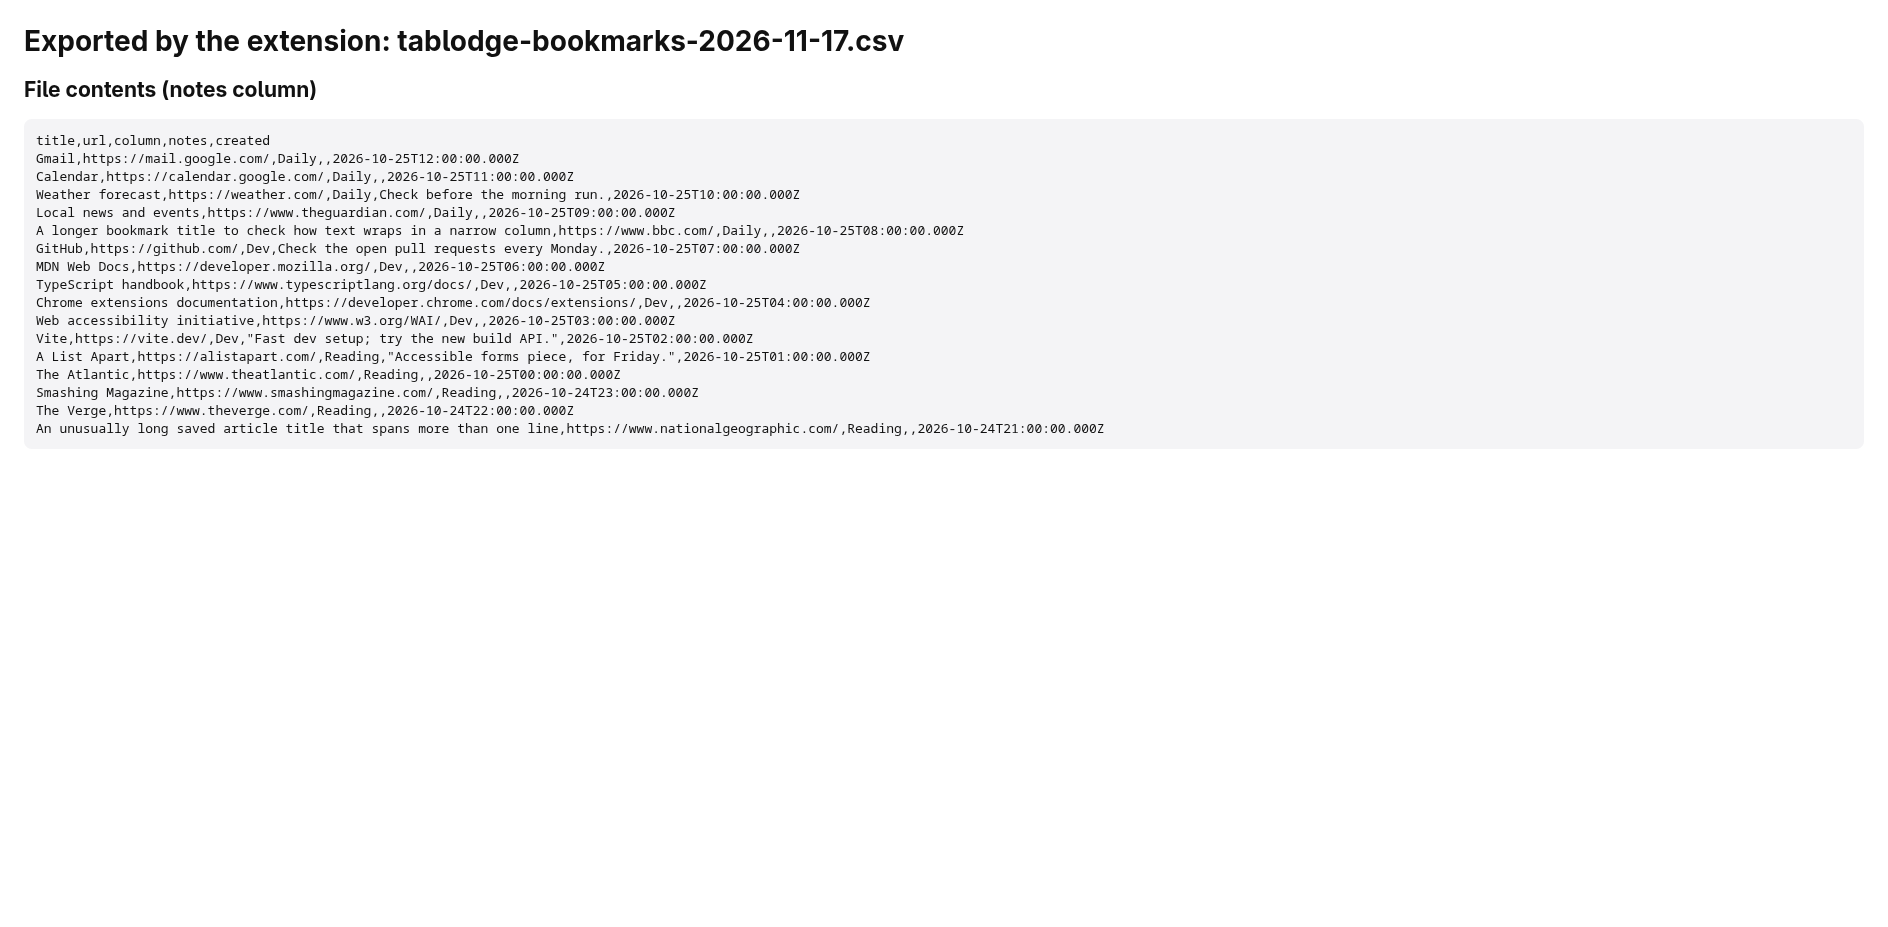 Exported by the extension: tablodge-bookmarks-2026-11-17.csv
File contents (notes column)
title,url,column,notes,created
Gmail,https://mail.google.com/,Daily,,2026-10-25T12:00:00.000Z
Calendar,https://calendar.google.com/,Daily,,2026-10-25T11:00:00.000Z
Weather forecast,https://weather.com/,Daily,Check before the morning run.,2026-10-25T10:00:00.000Z
Local news and events,https://www.theguardian.com/,Daily,,2026-10-25T09:00:00.000Z
A longer bookmark title to check how text wraps in a narrow column,https://www.bbc.com/,Daily,,2026-10-25T08:00:00.000Z
GitHub,https://github.com/,Dev,Check the open pull requests every Monday.,2026-10-25T07:00:00.000Z
MDN Web Docs,https://developer.mozilla.org/,Dev,,2026-10-25T06:00:00.000Z
TypeScript handbook,https://www.typescriptlang.org/docs/,Dev,,2026-10-25T05:00:00.000Z
Chrome extensions documentation,https://developer.chrome.com/docs/extensions/,Dev,,2026-10-25T04:00:00.000Z
Web accessibility initiative,https://www.w3.org/WAI/,Dev,,2026-10-25T03:00:00.000Z
Vite,https://vite.dev/,Dev,"Fast dev setup; try the new build API.",2026-10-25T02:00:00.000Z
A List Apart,https://alistapart.com/,Reading,"Accessible forms piece, for Friday.",2026-10-25T01:00:00.000Z
The Atlantic,https://www.theatlantic.com/,Reading,,2026-10-25T00:00:00.000Z
Smashing Magazine,https://www.smashingmagazine.com/,Reading,,2026-10-24T23:00:00.000Z
The Verge,https://www.theverge.com/,Reading,,2026-10-24T22:00:00.000Z
An unusually long saved article title that spans more than one line,https://www.nationalgeographic.com/,Reading,,2026-10-24T21:00:00.000Z